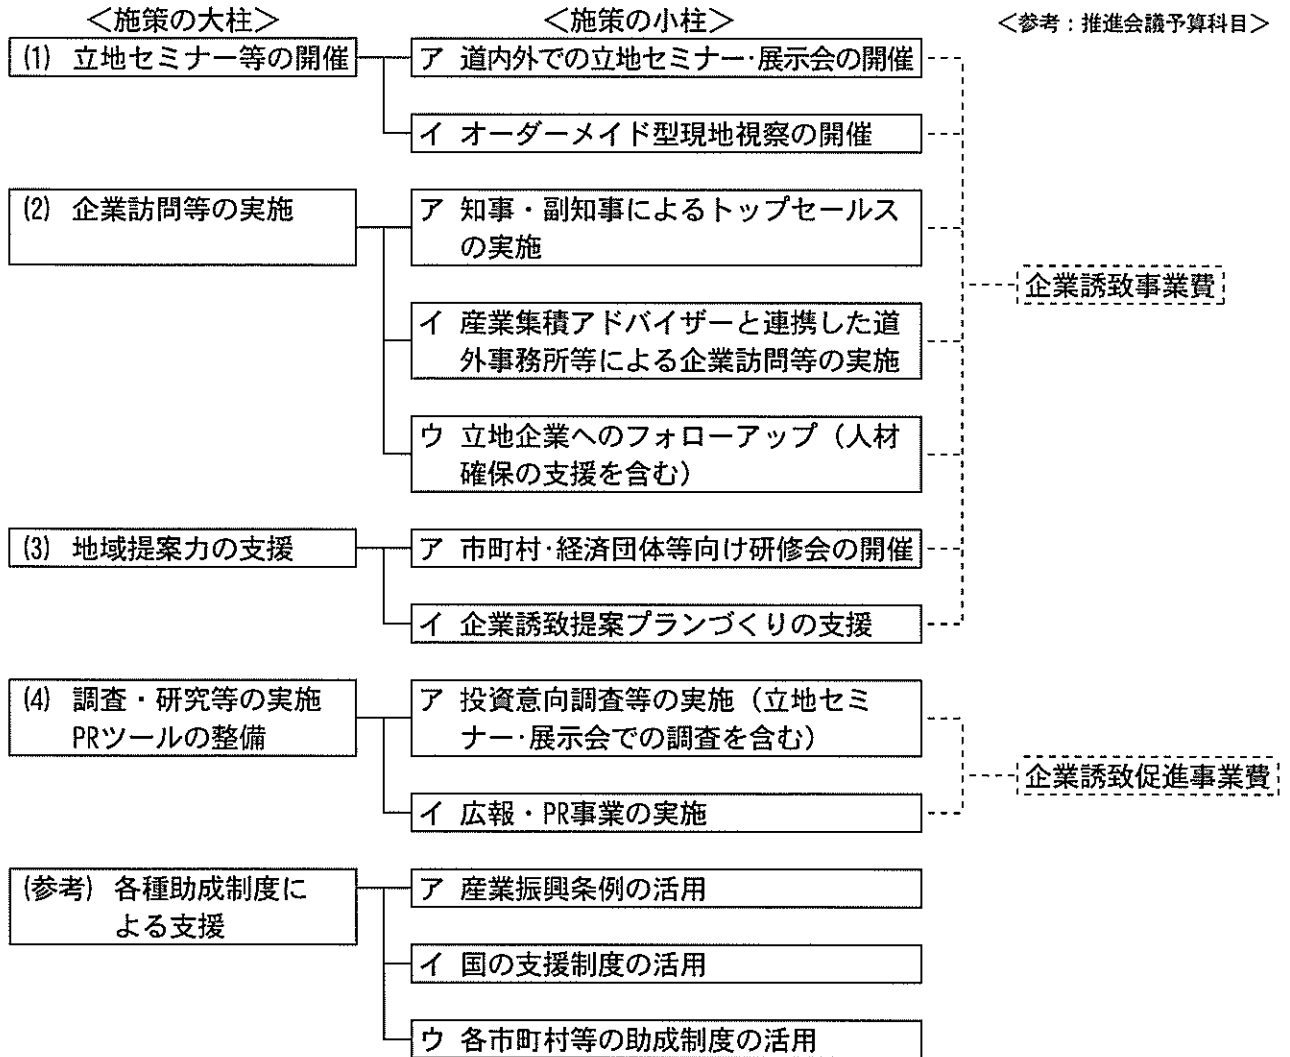 ＜施策の大柱＞
＜施策の小柱＞
＜参考：推進会議予算科目＞
(1) 立地セミナー等の開催
ア 道内外での立地セミナー・展示会の開催
イ オーダーメイド型現地視察の開催
(2) 企業訪問等の実施
ア 知事・副知事によるトップセールス
の実施
イ 産業集積アドバイザーと連携した道
外事務所等による企業訪問等の実施
ウ 立地企業へのフォローアップ（人材
確保の支援を含む）
企業誘致事業費
(3) 地域提案力の支援
ア 市町村・経済団体等向け研修会の開催
イ 企業誘致提案プランづくりの支援
(4) 調査・研究等の実施
PRツールの整備
ア 投資意向調査等の実施（立地セミ
ナー・展示会での調査を含む）
イ 広報・PR事業の実施
企業誘致促進事業費
(参考) 各種助成制度に
よる支援
ア 産業振興条例の活用
イ 国の支援制度の活用
ウ 各市町村等の助成制度の活用